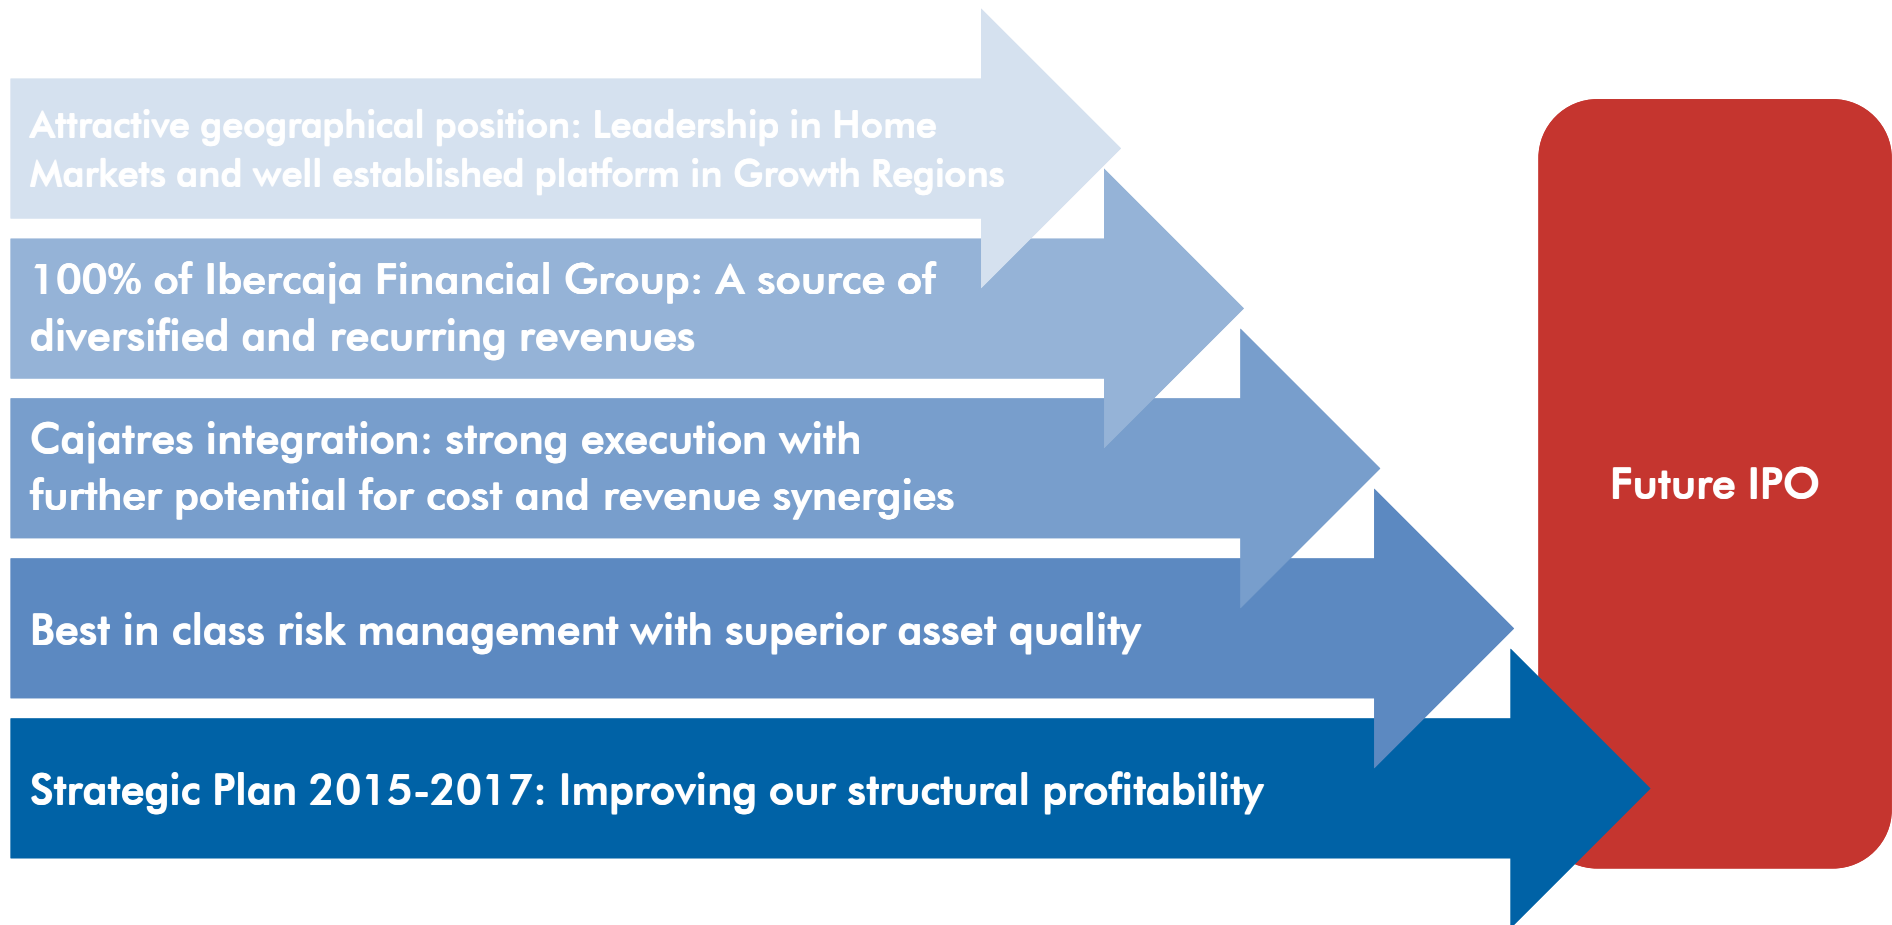 Attractive geographical position: Leadership in Home
Markets and well established platform in Growth Regions
100% of Ibercaja Financial Group: A source of
diversified and recurring revenues
Cajatres integration: strong execution with
further potential for cost and revenue synergies
Best in class risk management with superior asset quality
Strategic Plan 2015-2017: Improving our structural profitability
Future IPO